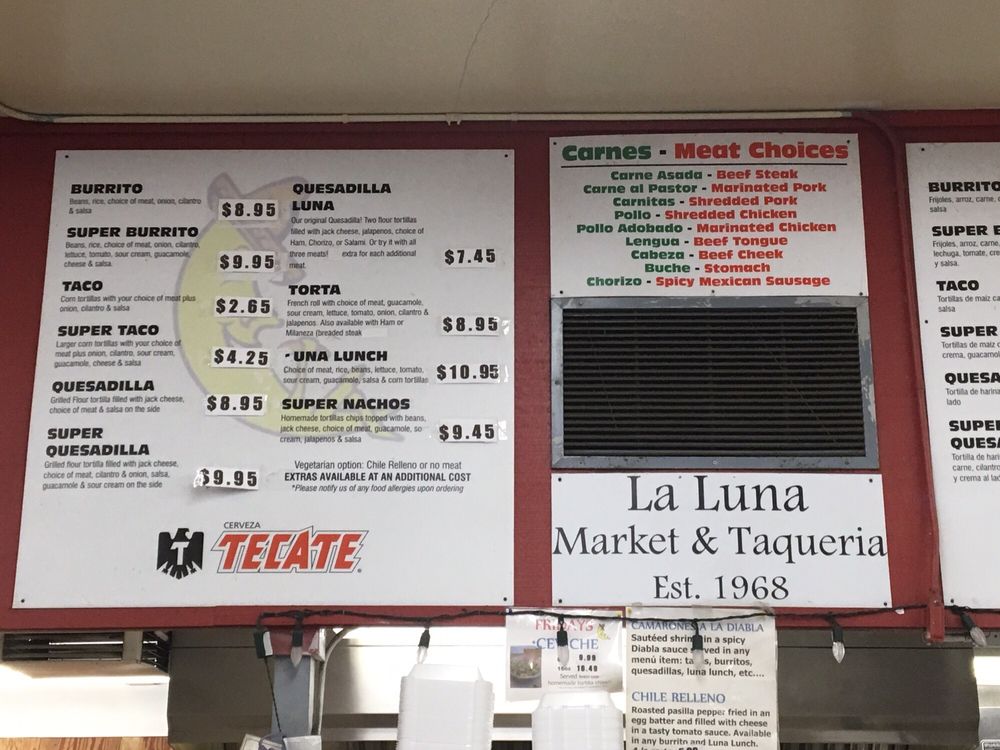 BURRITO
Beans, rice, choice of meat, onion, cilantro
& salsa
$8.95
SUPER BURRITO
Beans, rice, choice of meat, onion, cilantro,
lettuce, tomato, sour cream, guacamole,
cheese & salsa.
$9.95
TACO
Corn tortillas with your choice of meat plus
onion, cilantro & salsa
$2.65
SUPER TACO
Larger corn tortillas with your choice of
meat plus onion, cilantro, sour cream,
guacamole, cheese & salsa
$4.25
QUESADILLA
Grilled Flour tortilla filled with jack cheese,
choice of meat & salsa on the side
$8.95
SUPER
QUESADILLA
Grilled flour tortilla filled with jack cheese,
choice of meat, cilantro & onion, salsa,
guacamole & sour cream on the side
$9.95
QUESADILLA
LUNA
Our original Quesadilla! Two flour tortillas
filled with jack cheese, jalapenos, choice of
Ham, Chorizo, or Salami. Or try it with all
three meats! extra for each additional
meat.
$7.45
TORTA
French roll with choice of meat, guacamole,
sour cream, lettuce, tomato, onion, cilantro &
jalapenos. Also available with Ham or
Milaneza (breaded steak
$8.95
UNA LUNCH
Choice of meat, rice, beans, lettuce, tomato,
sour cream, guacamole, salsa & corn tortillas
$10.95
SUPER NACHOS
Homemade tortillas chips topped with beans,
jack cheese, choice of meat, guacamole, so
cream, jalapenos & salsa
$9.45
Vegetarian option: Chile Relleno or no meat
EXTRAS AVAILABLE AT AN ADDITIONAL COST
*Please notify us of any food allergies upon ordering
CERVEZA
TECATE
Carnes - Meat Choices
Carne Asada - Beef Steak
Carne al Pastor - Marinated Pork
Carnitas - Shredded Pork
Pollo - Shredded Chicken
Pollo Adobado - Marinated Chicken
Lengua - Beef Tongue
Cabeza - Beef Cheek
Buche - Stomach
Chorizo - Spicy Mexican Sausage
La Luna
Market & Taqueria
Est. 1968
BURRITO
Frijoles, arroz, carne,
salsa
SUPER
Frijoles, arroz, carne,
lechuga, tomate,
y salsa.
TACO
Tortillas de maiz
salsa
SUPER
Tortillas de maiz
crema,
QUESA
Tortilla de harina
lado
SUPER
QUESA
Tortilla de
carne,
y crema al
FRIDAYS
CEVICHE
Served
homemade tortilla
CAMARONES A LA DIABLA
Sautéed shrimp in a spicy
Diabla sauce served in any
menú item: tacos, burritos,
quesadillas, luna lunch, etc....
CHILE RELLENO
Roasted pasilla pepper fried in an
egg batter and filled with cheese
in a tasty tomato sauce. Available
in any burrito and Luna Lunch.